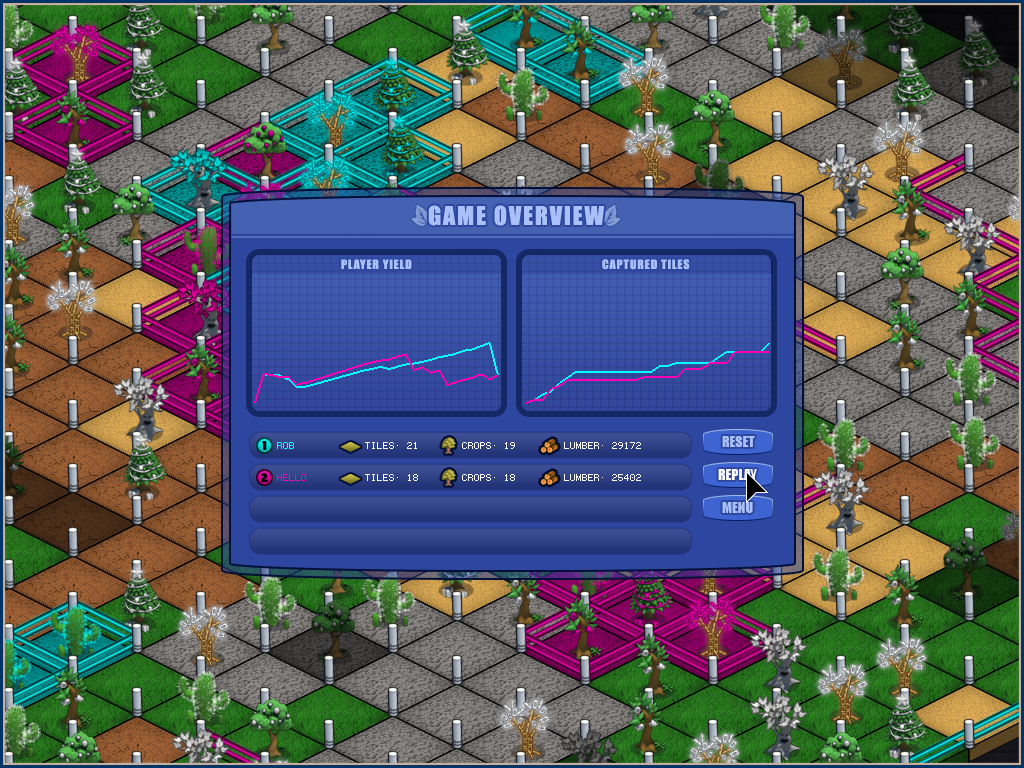 GAME OVERVIEW
PLAYER YIELD
CAPTURED TILES
1 ROB TILES· 21 CROPS· 19 LUMBER· 29172
RESET
2 HELLO TILES· 18 CROPS· 18 LUMBER· 25402
REPLAY
MENU